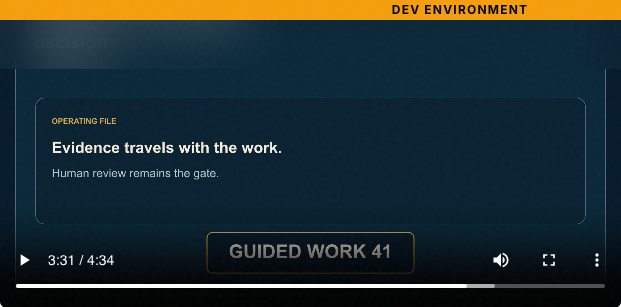 DEV ENVIRONMENT
decision
OPERATING FILE
Evidence travels with the work.
Human review remains the gate.
GUIDED WORK 41
3:31 / 4:34